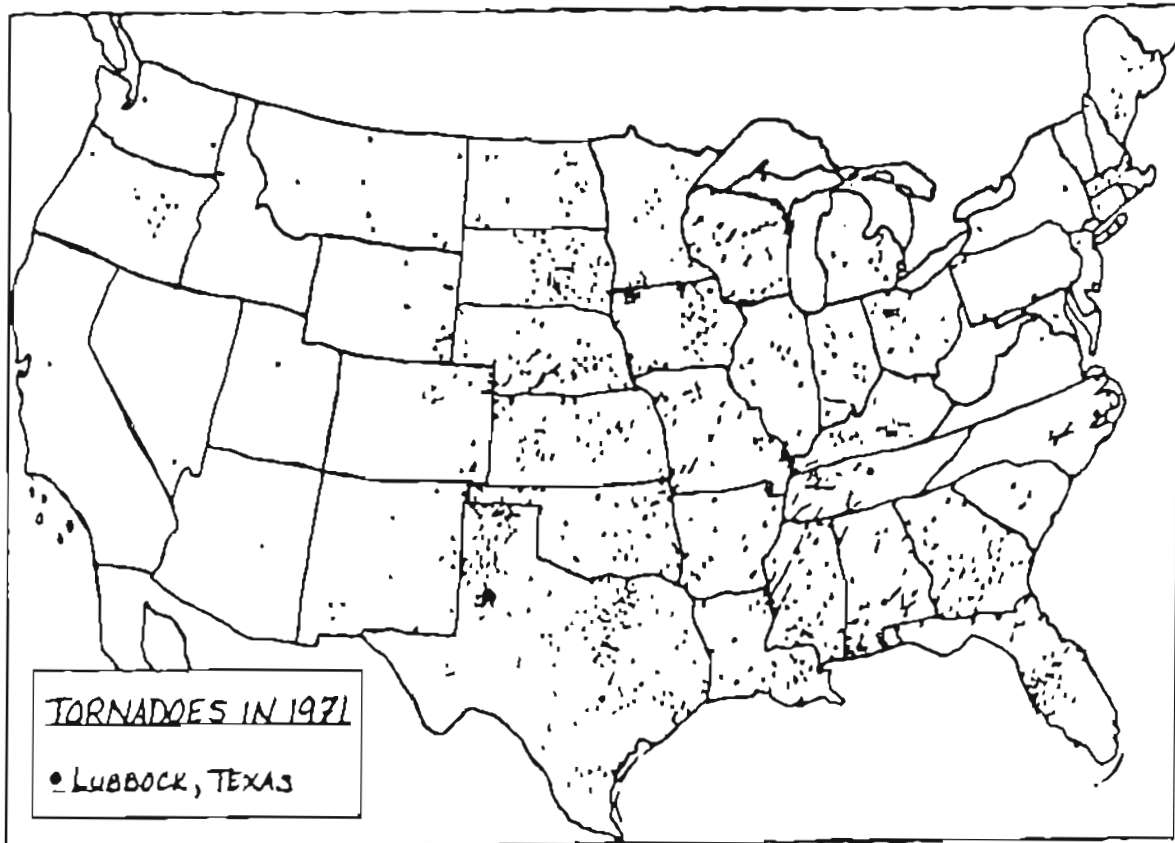 TORNADOES IN 1971
• LUBBOCK, TEXAS